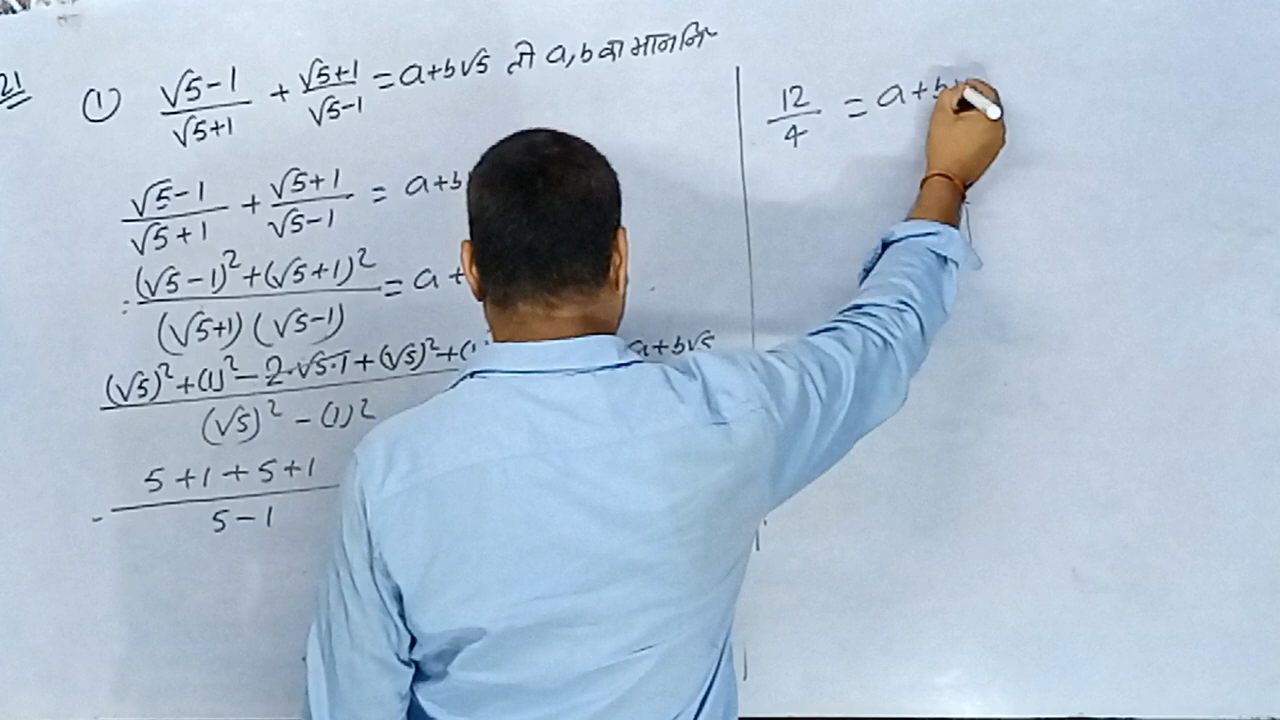 21 ① (√5-1)/(√5+1) + (√5+1)/(√5-1) = a+b√5 तो a,b का मान नि॰
(√5-1)/(√5+1) + (√5+1)/(√5-1) = a+b
((√5-1)²+(√5+1)²)/((√5+1)(√5-1)) = a+
((√5)²+(1)²-2·√5·1+(√5)²+(1)/((√5)²-(1)²) a+b√5
(5+1+5+1)/(5-1)
12/4 = a+b